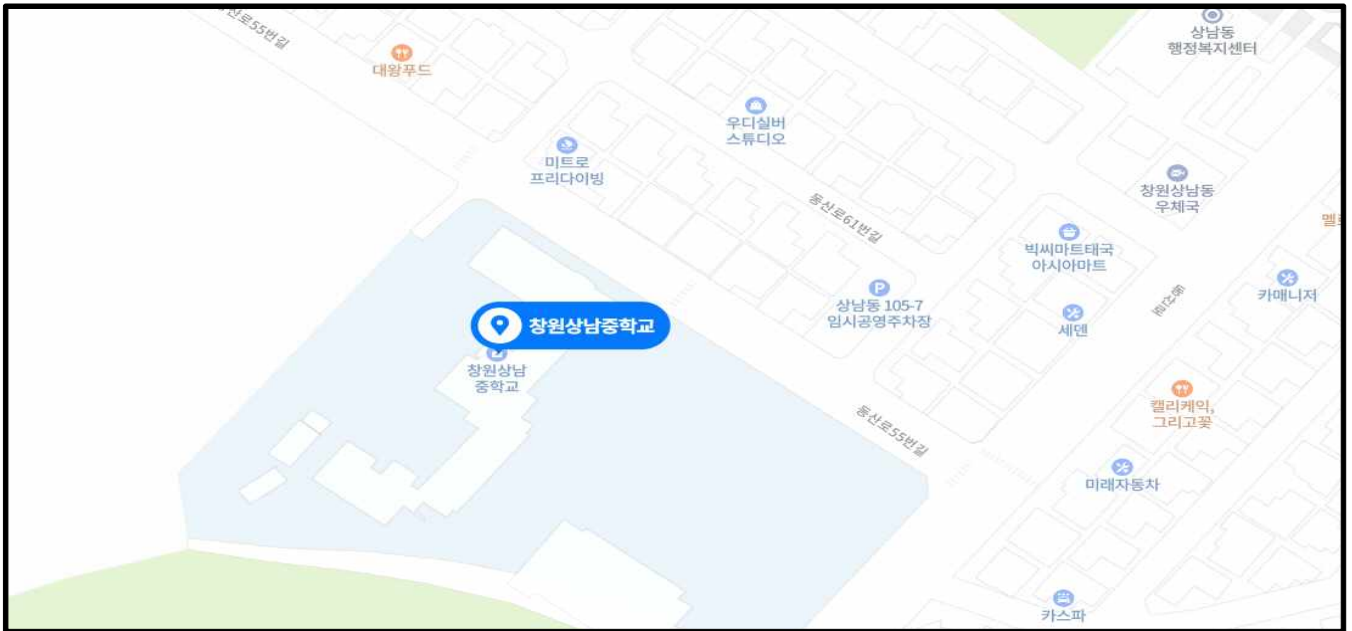 동산로55번길
대왕푸드
상남동
행정복지센터
우디실버
스튜디오
미트로
프리다이빙
창원상남동
우체국
동산로61번길
멜
빅씨마트태국
아시아마트
카매니저
동산로
상남동 105-7
임시공영주차장
P
세덴
창원상남중학교
창원상남
중학교
캘리케익,
그리고꽃
동산로55번길
미래자동차
카스파